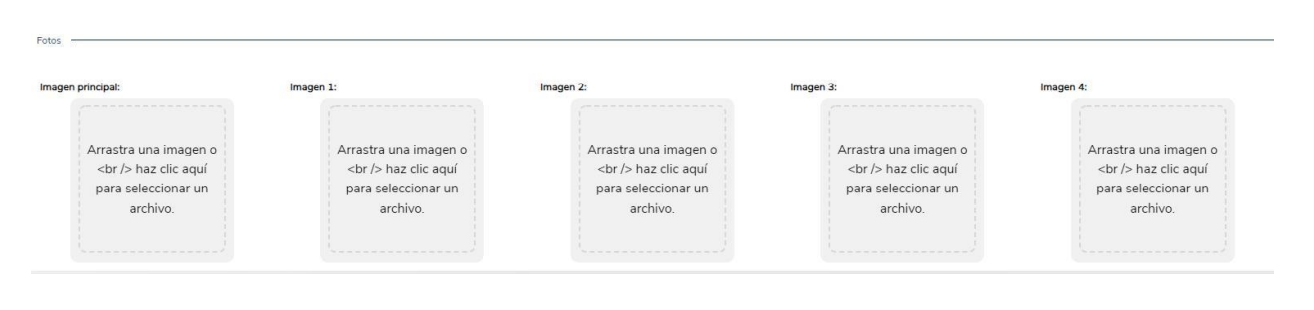 Fotos
Imagen principal:
Arrastra una imagen o
<br /> haz clic aquí
para seleccionar un
archivo.
Imagen 1:
Arrastra una imagen o
<br /> haz clic aquí
para seleccionar un
archivo.
Imagen 2:
Arrastra una imagen o
<br /> haz clic aquí
para seleccionar un
archivo.
Imagen 3:
Arrastra una imagen o
<br /> haz clic aquí
para seleccionar un
archivo.
Imagen 4:
Arrastra una imagen o
<br /> haz clic aquí
para seleccionar un
archivo.